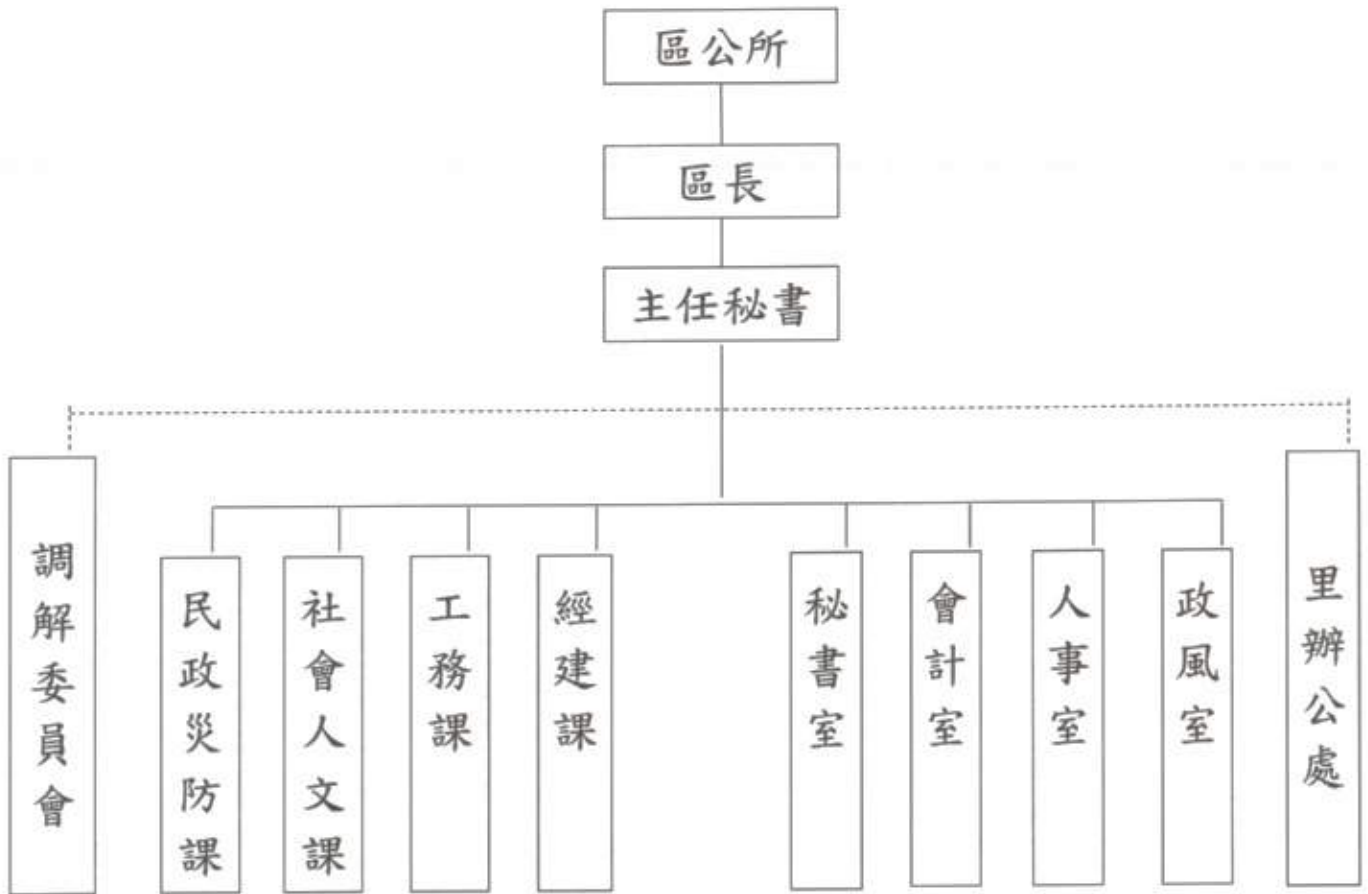 區公所
區長
主任秘書
調解委員會
民政災防課
社會人文課
工務課
經建課
秘書室
會計室
人事室
政風室
里辦公處